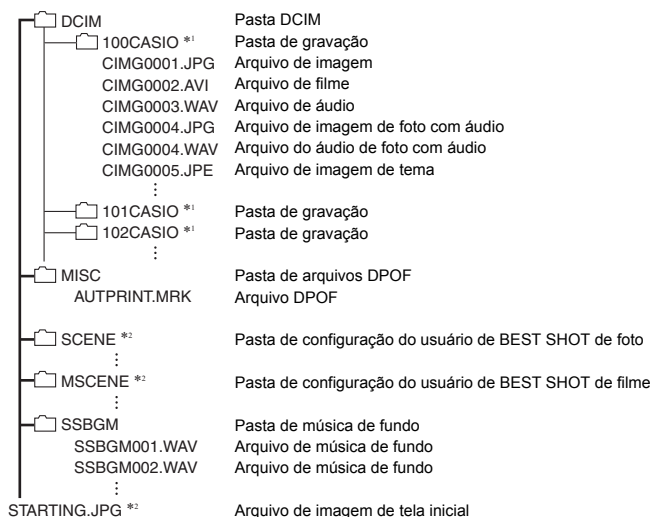 DCIM Pasta DCIM
100CASIO *1 Pasta de gravação
CIMG0001.JPG Arquivo de imagem
CIMG0002.AVI Arquivo de filme
CIMG0003.WAV Arquivo de áudio
CIMG0004.JPG Arquivo de imagem de foto com áudio
CIMG0004.WAV Arquivo do áudio de foto com áudio
CIMG0005.JPE Arquivo de imagem de tema
101CASIO *1 Pasta de gravação
102CASIO *1 Pasta de gravação
MISC Pasta de arquivos DPOF
AUTPRINT.MRK Arquivo DPOF
SCENE *2 Pasta de configuração do usuário de BEST SHOT de foto
MSCENE *2 Pasta de configuração do usuário de BEST SHOT de filme
SSBGM Pasta de música de fundo
SSBGM001.WAV Arquivo de música de fundo
SSBGM002.WAV Arquivo de música de fundo
STARTING.JPG *2 Arquivo de imagem de tela inicial